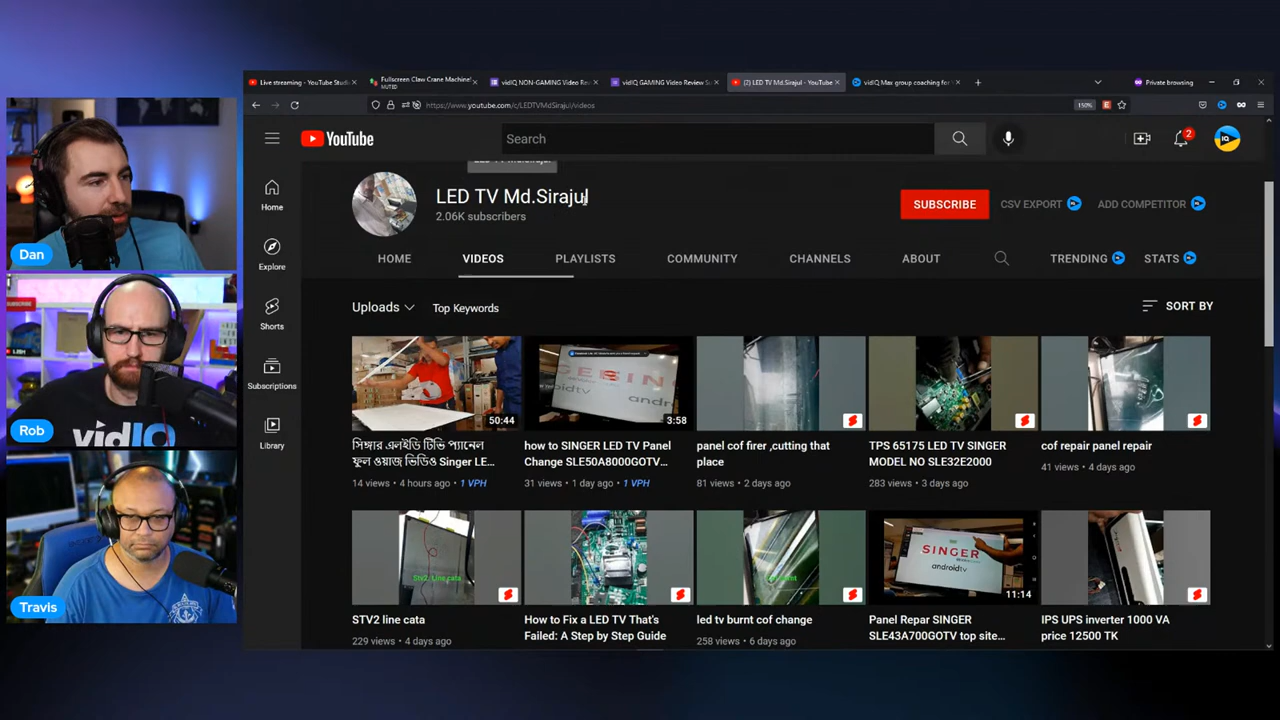 Live streaming - YouTube Studi
Fullscreen Claw Crane Machine!
MUTED
vidIQ NON-GAMING Video Re
vidIQ GAMING Video Review Su
(2) LED TV Md.Sirajul - YouTube
vidIQ Max group coaching for
Private browsing
https://www.youtube.com/c/LEDTVMdSirajul/videos
150%
YouTube
Search
2
IQ
LED TV Md.Sirajul
2.06K subscribers
SUBSCRIBE
CSV EXPORT
ADD COMPETITOR
HOME
VIDEOS
PLAYLISTS
COMMUNITY
CHANNELS
ABOUT
TRENDING
STATS
Home
Explore
Shorts
Subscriptions
Library
Uploads
Top Keywords
SORT BY
50:44
3:58
সিঙ্গার এলইডি টিভি প্যানেল
ফুল ওয়াজ ভিডিও Singer LE...
14 views • 4 hours ago • 1 VPH
how to SINGER LED TV Panel
Change SLE50A8000GOTV...
31 views • 1 day ago • 1 VPH
panel cof firer ,cutting that
place
81 views • 2 days ago
TPS 65175 LED TV SINGER
MODEL NO SLE32E2000
283 views • 3 days ago
cof repair panel repair
41 views • 4 days ago
Stv2 Line cata
SINGER
androidtv
11:14
STV2 line cata
229 views • 4 days ago
How to Fix a LED TV That's
Failed: A Step by Step Guide
led tv burnt cof change
258 views • 6 days ago
Panel Repar SINGER
SLE43A700GOTV top site...
IPS UPS inverter 1000 VA
price 12500 TK
Dan
Rob
vidIQ
Travis